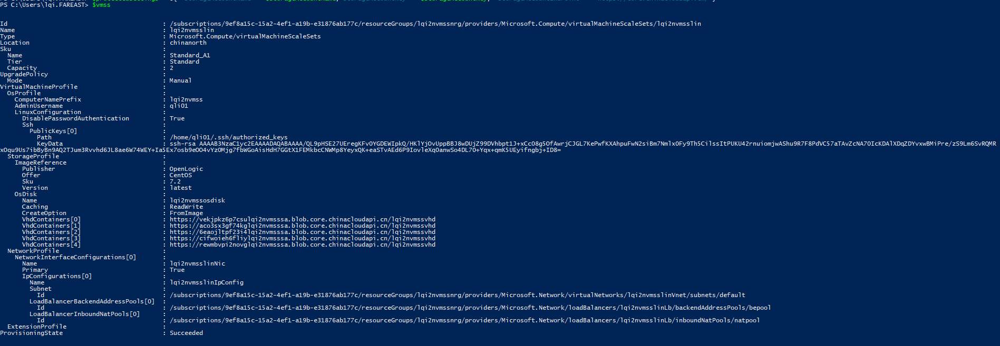 PS C:\Users\lqi.FAREAST> $vmss
Id : /subscriptions/9ef8a15c-15a2-4ef1-a19b-e31876ab177c/resourceGroups/lqi2nvmssnrg/providers/Microsoft.Compute/virtualMachineScaleSets/lqi2nvmsslin
Name : lqi2nvmsslin
Type : Microsoft.Compute/virtualMachineScaleSets
Location : chinanorth
Sku :
Name : Standard_A1
Tier : Standard
Capacity : 2
UpgradePolicy :
Mode : Manual
VirtualMachineProfile :
OsProfile :
ComputerNamePrefix : lqi2nvmss
AdminUsername : qli01
LinuxConfiguration :
DisablePasswordAuthentication : True
Ssh :
PublicKeys[0] :
Path : /home/qli01/.ssh/authorized_keys
KeyData : ssh-rsa AAAAB3NzaC1yc2EAAAADAQABAAAA/QL9pHSE27UEregKFvOYGDEWIpkQ/HKlYjOvUppBBJ8wDUjZ99DVhbpt1J+xCcO8g5OfAwrjCJGL7KePwfKXAhpuFwN2siBm7NmlxOFy9Th5CilssItPUKU42rnuiomjwAShu9R7F8PdVC57aTAvZcNA7OIcKDAlXDqZDYvxwBMiPre/zS9Lm6SvRQMR
xOqu9Us7ibByBn9AQ2TJum3Rvvhd6JL8ae6W74WEY+Ia5Ex7osb9eOO4vYzOMjg7fbWGoAisHdH7GGtX1FEMkbcCNWMp8YeyxQK+eaSTvAEd6P9IovleXqOanwSo4DL7O+Yqx+qmK5UEyifngbj+ID8=
StorageProfile :
ImageReference :
Publisher : OpenLogic
Offer : CentOS
Sku : 7.2
Version : latest
OsDisk :
Name : lqi2nvmssosdisk
Caching : ReadWrite
CreateOption : FromImage
VhdContainers[0] : https://vekjpkz6p7csulqi2nvmsssa.blob.core.chinacloudapi.cn/lqi2nvmssvhd
VhdContainers[1] : https://aco3sx3gf74kglqi2nvmsssa.blob.core.chinacloudapi.cn/lqi2nvmssvhd
VhdContainers[2] : https://6eaojltpf23i4lqi2nvmsssa.blob.core.chinacloudapi.cn/lqi2nvmssvhd
VhdContainers[3] : https://cifwoieh6fliylqi2nvmsssa.blob.core.chinacloudapi.cn/lqi2nvmssvhd
VhdContainers[4] : https://rewmbvpi2novglqi2nvmsssa.blob.core.chinacloudapi.cn/lqi2nvmssvhd
NetworkProfile :
NetworkInterfaceConfigurations[0] :
Name : lqi2nvmsslinNic
Primary : True
IpConfigurations[0] :
Name : lqi2nvmsslinIpConfig
Subnet :
Id : /subscriptions/9ef8a15c-15a2-4ef1-a19b-e31876ab177c/resourceGroups/lqi2nvmssnrg/providers/Microsoft.Network/virtualNetworks/lqi2nvmsslinVnet/subnets/default
LoadBalancerBackendAddressPools[0] :
Id : /subscriptions/9ef8a15c-15a2-4ef1-a19b-e31876ab177c/resourceGroups/lqi2nvmssnrg/providers/Microsoft.Network/loadBalancers/lqi2nvmsslinLb/backendAddressPools/bepool
LoadBalancerInboundNatPools[0] :
Id : /subscriptions/9ef8a15c-15a2-4ef1-a19b-e31876ab177c/resourceGroups/lqi2nvmssnrg/providers/Microsoft.Network/loadBalancers/lqi2nvmsslinLb/inboundNatPools/natpool
ExtensionProfile :
ProvisioningState : Succeeded